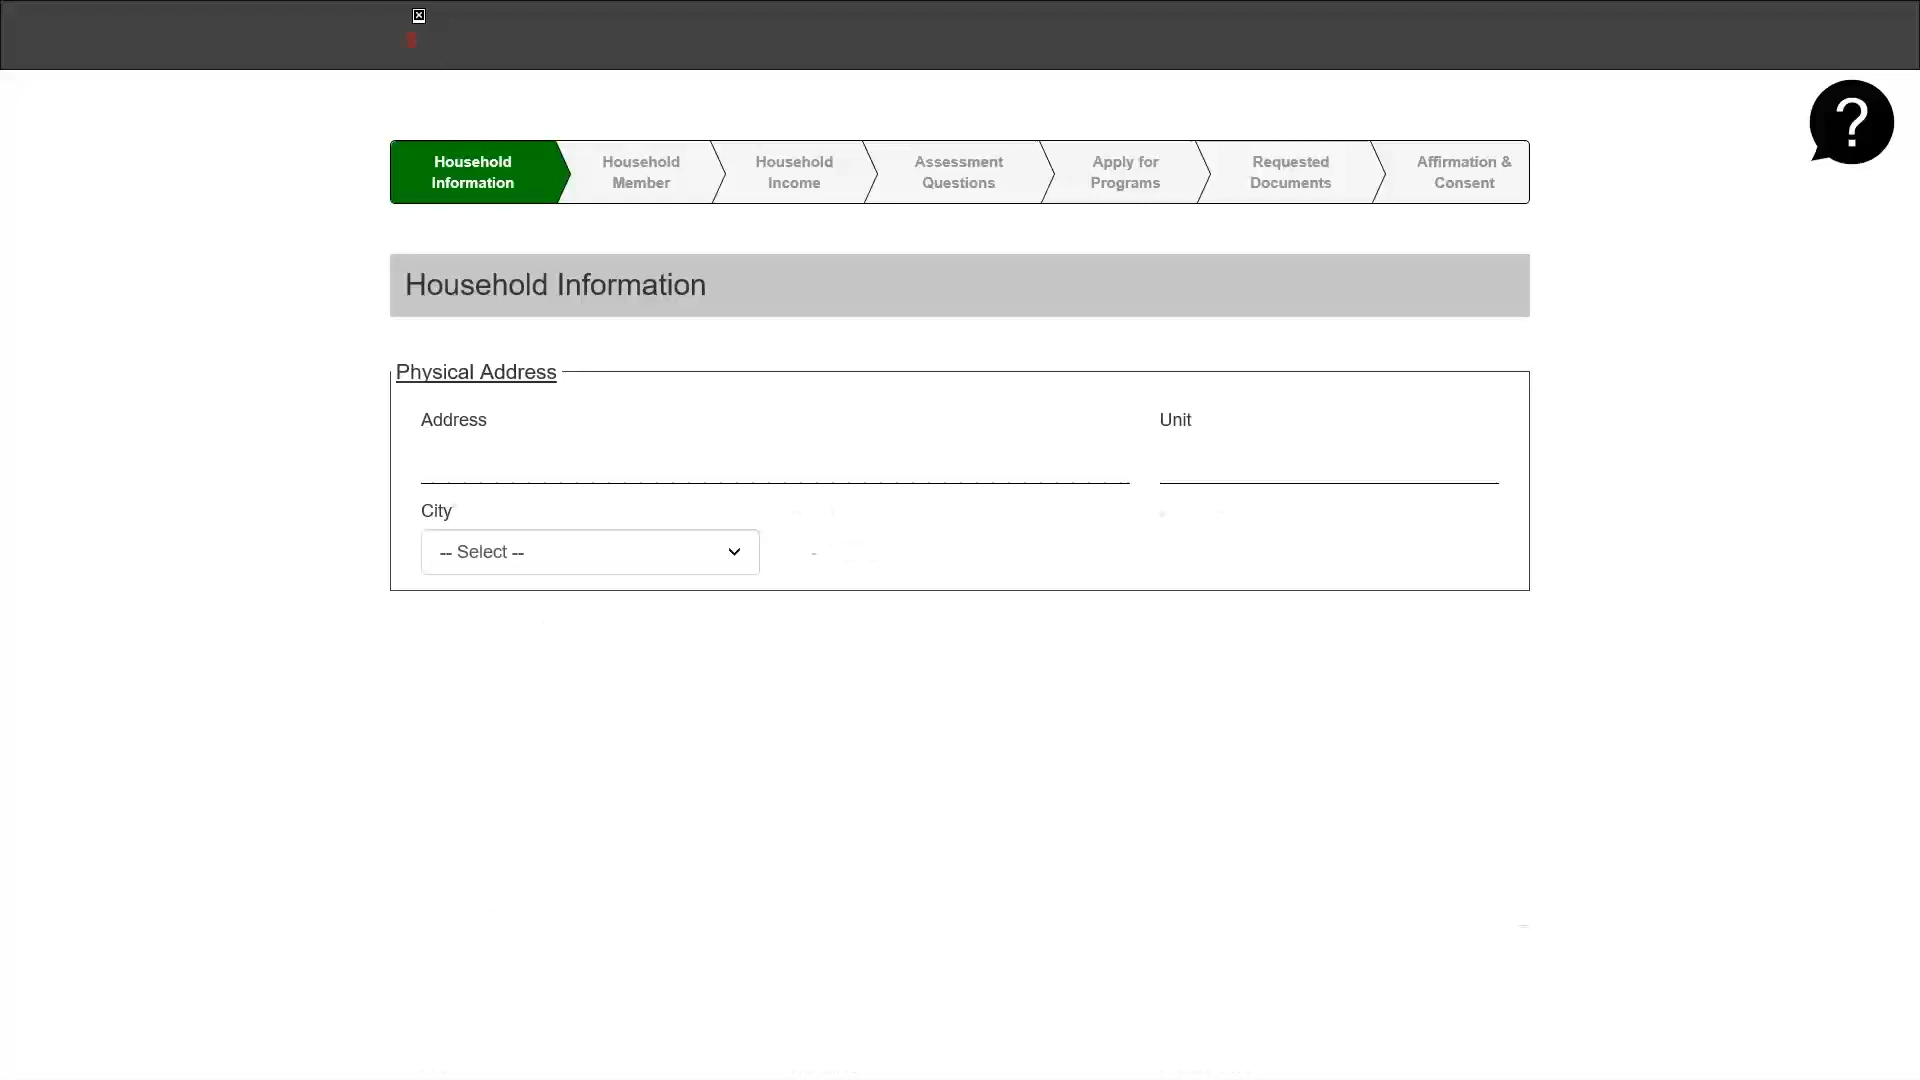 Household
Information
Household
Member
Household
Income
Assessment
Questions
Apply for
Programs
Requested
Documents
Affirmation &
Consent
?
Household Information
Physical Address
Address
Unit
City
-- Select --